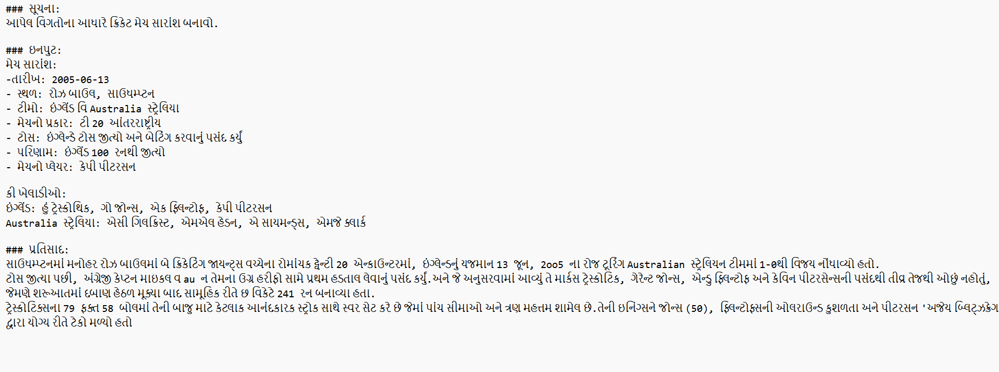 ### સૂચના:
આપેલ વિગતોના આધારે ક્રિકેટ મેચ સારાંશ બનાવો.
### ઇનપુટ:
મેચ સારાંશ:
-તારીખ: 2005-06-13
- સ્થળ: રોઝ બાઉલ, સાઉધમ્પ્ટન
- ટીમો: ઇંગ્લેંડ વિ Australia સ્ટ્રેલિયા
- મેચનો પ્રકાર: ટી 20 આંતરરાષ્ટ્રીય
- ટોસ: ઇંગ્લેન્ડે ટોસ જીત્યો અને બેટિંગ કરવાનું પસંદ કર્યું
- પરિણામ: ઇંગ્લેંડ 100 રનથી જીત્યો
- મેચનો પ્લેયર: કેપી પીટરસન
કી ખેલાડીઓ:
ઇંગ્લેંડ: હું ટ્રેસ્કોથિક, ગો જોન્સ, એક ફ્લિન્ટોફ, કેપી પીટરસન
Australia સ્ટ્રેલિયા: એસી ગિલક્રિસ્ટ, એમએલ હેડન, એ સાયમન્ડ્સ, એમજે ક્લાર્ક
### પ્રતિસાદ:
સાઉધમ્પ્ટનમાં મનોહર રોઝ બાઉલમાં બે ક્રિકેટિંગ જાયન્ટ્સ વચ્ચેના રોમાંચક ટ્વેન્ટી 20 એન્કાઉન્ટરમાં, ઇંગ્લેન્ડનું યજમાન 13 જૂન, 2oo5 ના રોજ ટૂરિંગ Australian સ્ટ્રેલિયન ટીમમાં 1-0થી વિજય નોંધાવ્યો હતો.
ટોસ જીત્યા પછી, અંગ્રેજી કેપ્ટન માઇકલ વ au ન તેમના ઉગ્ર હરીફો સામે પ્રથમ હડતાલ લેવાનું પસંદ કર્યું.અને જે અનુસરવામાં આવ્યું તે માર્કસ ટ્રેસ્કોટિક, ગેરેન્ટ જોન્સ, એન્ડ્રુ ફ્લિન્ટોફ અને કેવિન પીટરસેન્સની પસંદથી તીવ્ર તેજથી ઓછું નહોતું,
જેમણે શરૂઆતમાં દબાણ હેઠળ મૂક્યા બાદ સામૂહિક રીતે છ વિકેટે 241 રન બનાવ્યા હતા.
ટ્રેસ્કોટિક્સના 79 ફક્ત 58 બોલમાં તેની બાજુ માટે કેટલાક આનંદકારક સ્ટ્રોક સાથે સ્વર સેટ કરે છે જેમાં પાંચ સીમાઓ અને ત્રણ મહત્તમ શામેલ છે.તેની ઇનિંગ્સને જોન્સ (50), ફ્લિન્ટોફ્સની ઓલરાઉન્ડ કુશળતા અને પીટરસન 'અજેય બ્લિટ્ઝક્રેગ
દ્વારા યોગ્ય રીતે ટેકો મળ્યો હતો